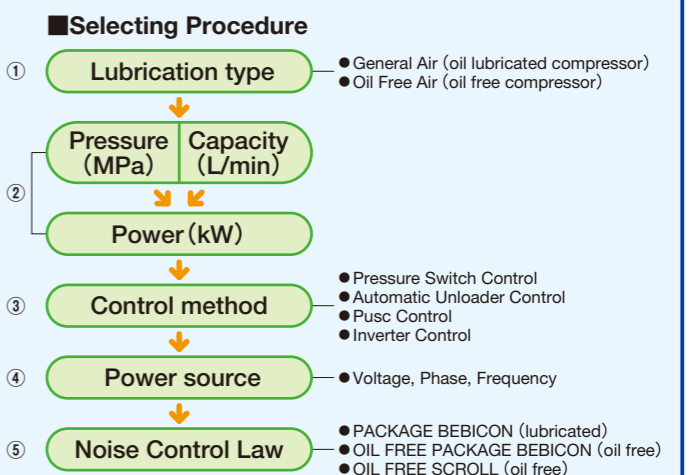 ■Selecting Procedure
① Lubrication type
● General Air (oil lubricated compressor)
● Oil Free Air (oil free compressor)
② Pressure (MPa)
Capacity (L/min)
Power (kW)
③ Control method
● Pressure Switch Control
● Automatic Unloader Control
● Pusc Control
● Inverter Control
④ Power source
● Voltage, Phase, Frequency
⑤ Noise Control Law
● PACKAGE BEBICON (lubricated)
● OIL FREE PACKAGE BEBICON (oil free)
● OIL FREE SCROLL (oil free)